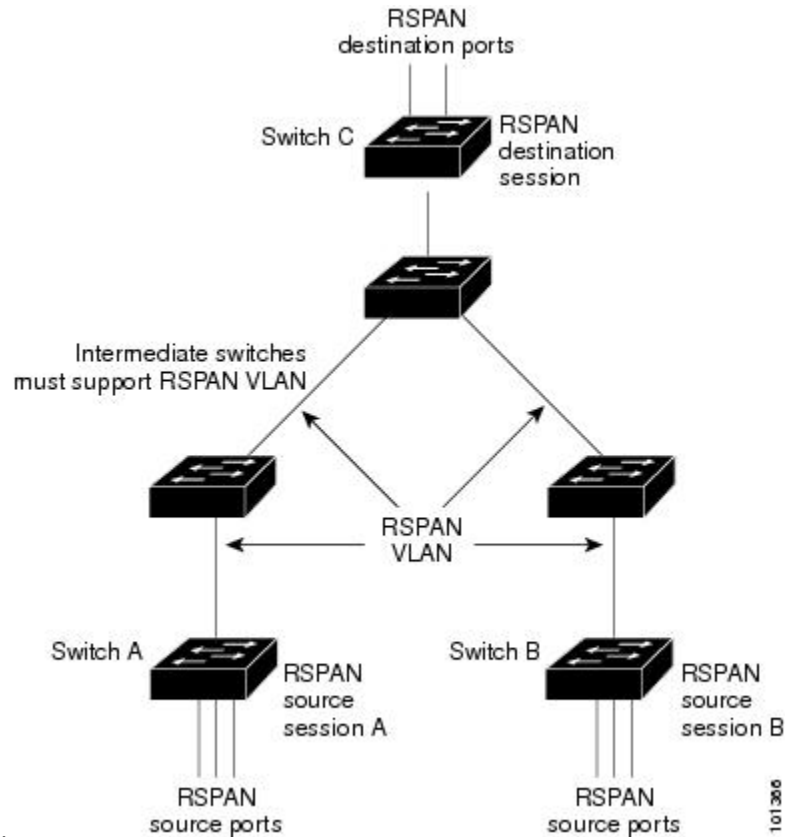 RSPAN
destination ports
Switch C
RSPAN
destination
session
Intermediate switches
must support RSPAN VLAN
RSPAN
VLAN
Switch A
RSPAN
source
session A
Switch B
RSPAN
source
session B
RSPAN
source ports
RSPAN
source ports
101366